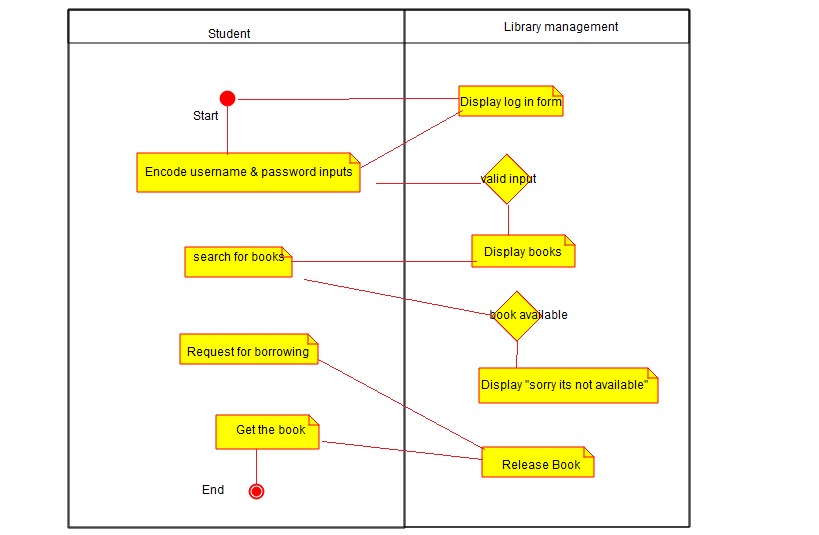 Student
Library management
Start
Display log in form
Encode username & password inputs
valid input
search for books
Display books
book available
Request for borrowing
Display "sorry its not available"
Get the book
Release Book
End